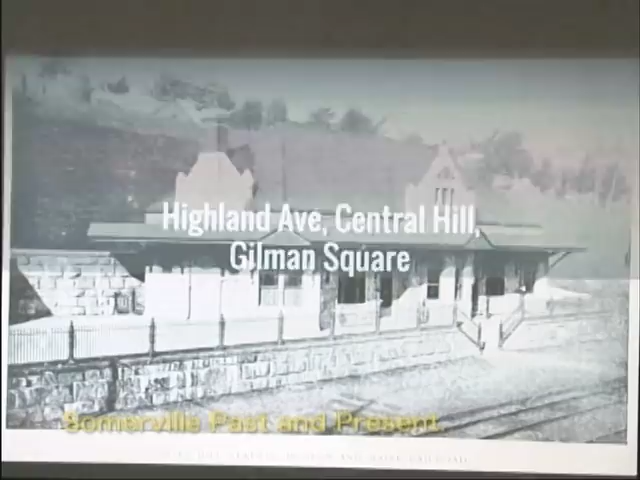 Highland Ave, Central Hill,
Gilman Square
Somerville Past and Present